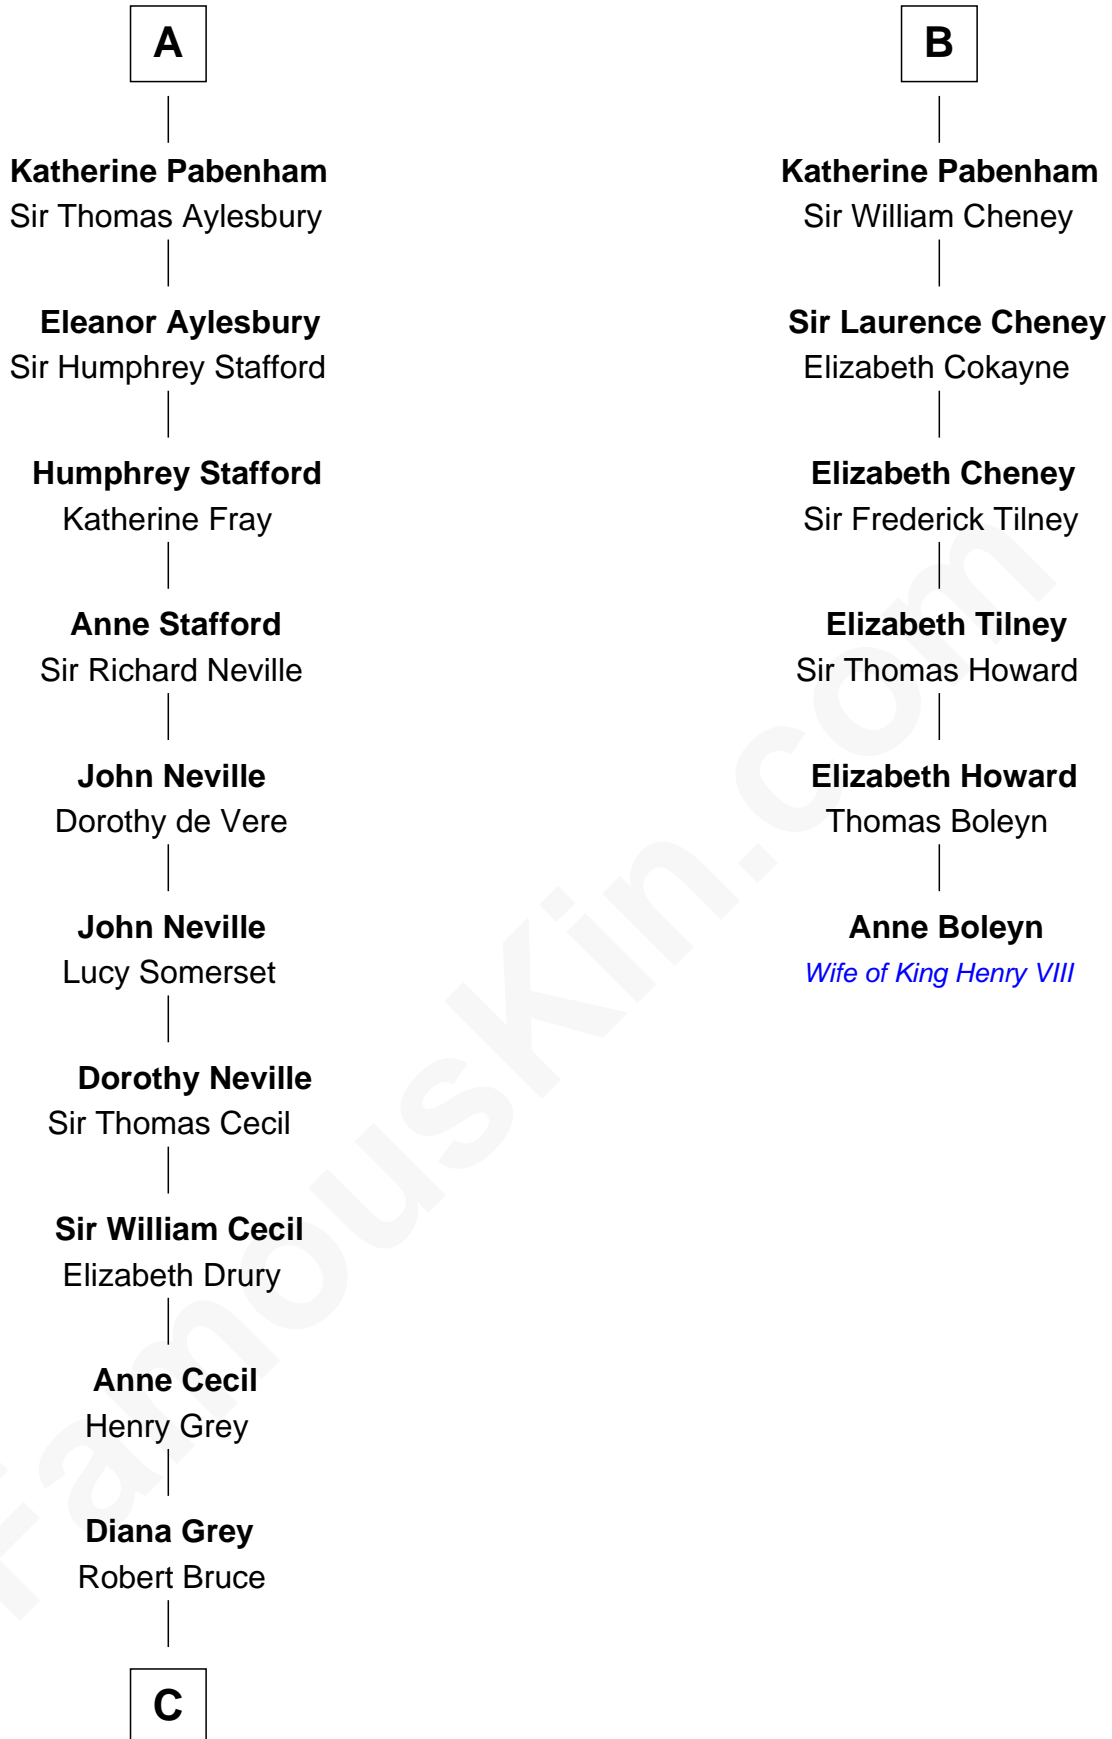 A
Katherine Pabenham
Sir Thomas Aylesbury
Eleanor Aylesbury
Sir Humphrey Stafford
Humphrey Stafford
Katherine Fray
Anne Stafford
Sir Richard Neville
John Neville
Dorothy de Vere
John Neville
Lucy Somerset
Dorothy Neville
Sir Thomas Cecil
Sir William Cecil
Elizabeth Drury
Anne Cecil
Henry Grey
Diana Grey
Robert Bruce
C
B
Katherine Pabenham
Sir William Cheney
Sir Laurence Cheney
Elizabeth Cokayne
Elizabeth Cheney
Sir Frederick Tilney
Elizabeth Tilney
Sir Thomas Howard
Elizabeth Howard
Thomas Boleyn
Anne Boleyn
Wife of King Henry VIII
FamousKin.com